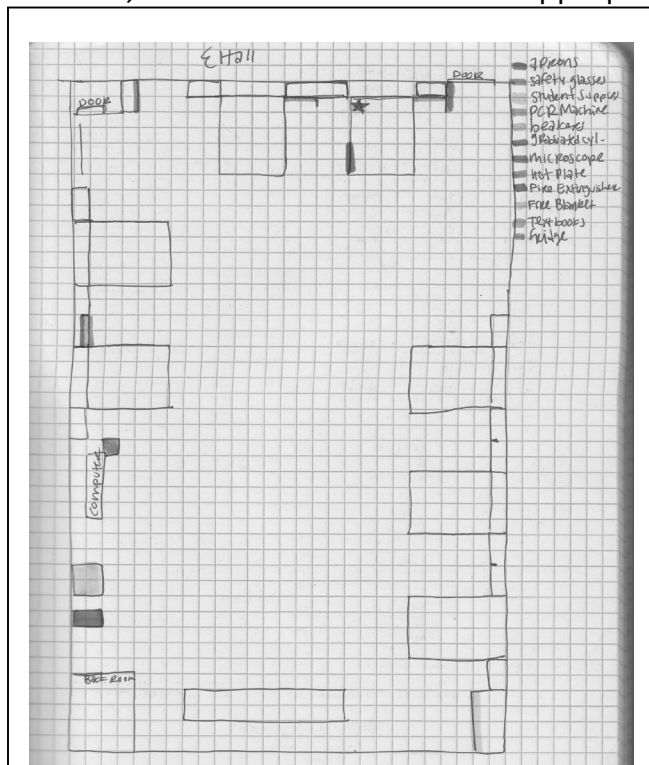 E Hall
DOOR
DOOR
aprons
safety glasses
Student Supplies
PCR Machine
beakers
graduated cyl-
microscope
Hot Plate
Fire Extinguisher
Fire Blanket
Textbooks
fridge
computer
Back Room